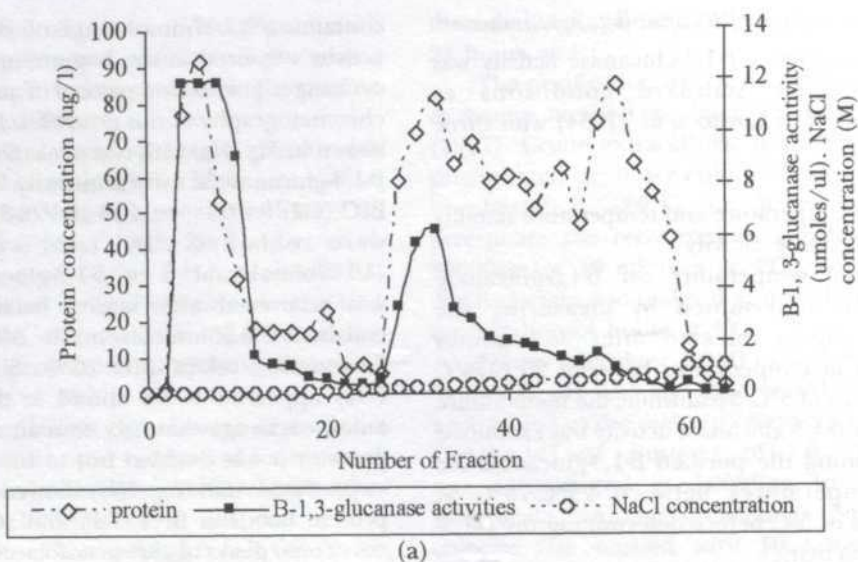 Protein concentration (ug/l)
100
90
80
70
60
50
40
30
20
10
0
14
12
10
8
6
4
2
0
B-1, 3-glucanase acntivity
(umoles/ul). NaCl
concentration (M)
0
20
40
60
Number of Fraction
protein
B-1,3-glucanase activities
NaCl concentration
(a)